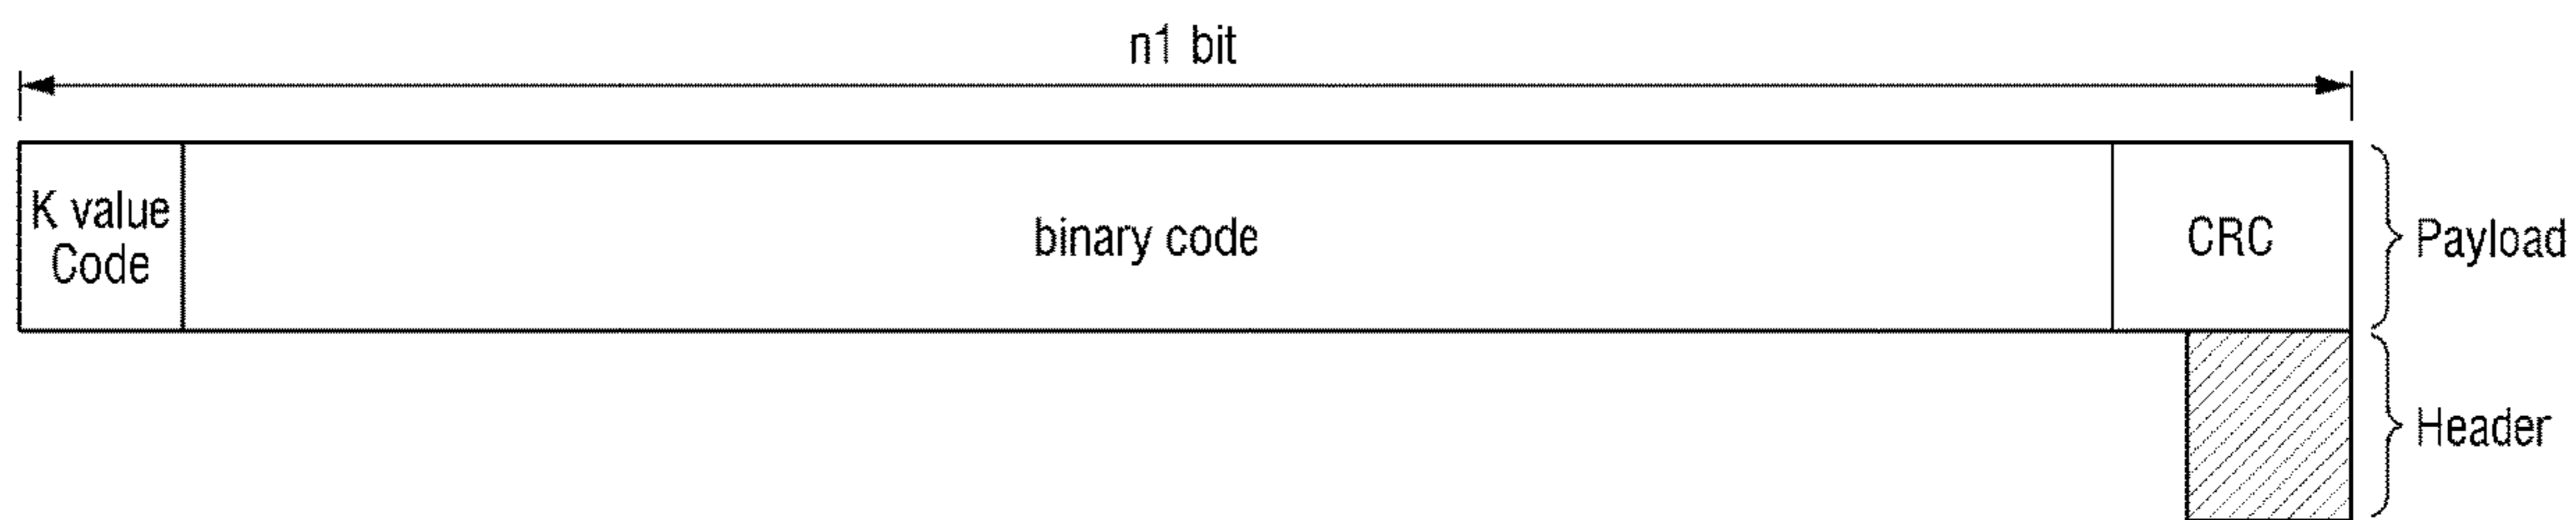 n1 bit
K value
Code
binary code
CRC
Payload
Header